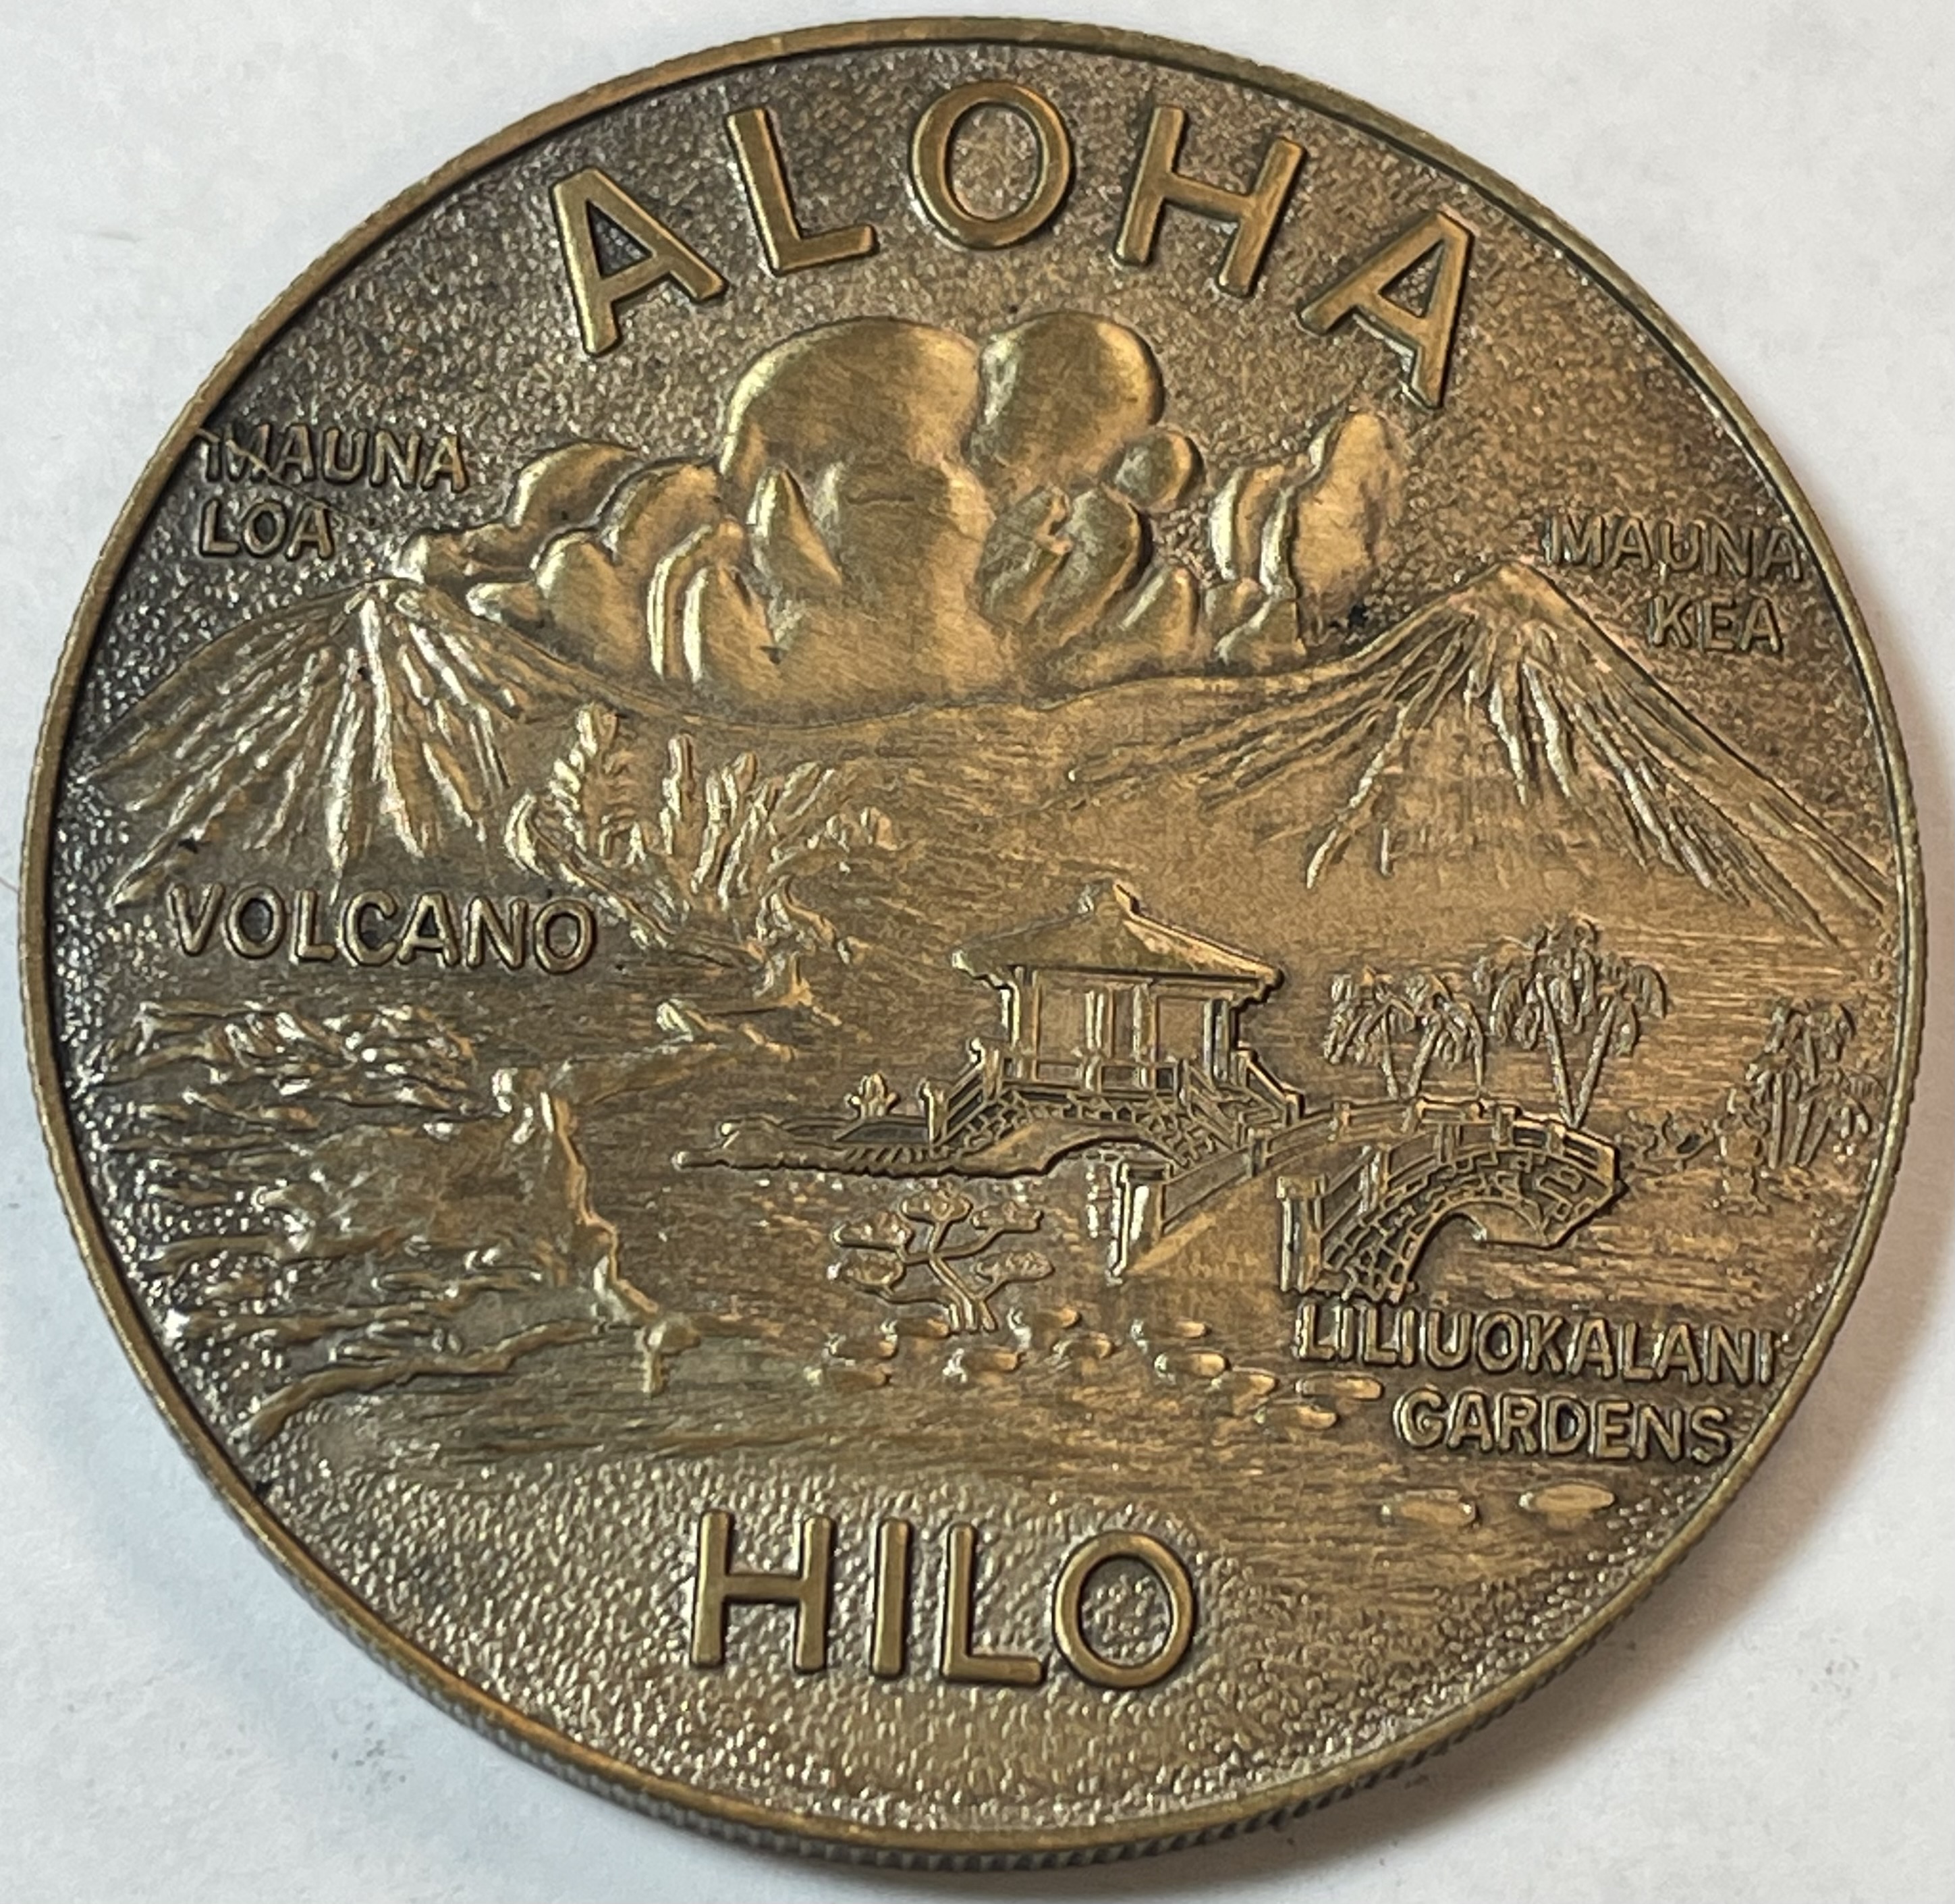 ALOHA
MAUNA
LOA
MAUNA
KEA
VOLCANO
LILIUOKALANI
GARDENS
HILO